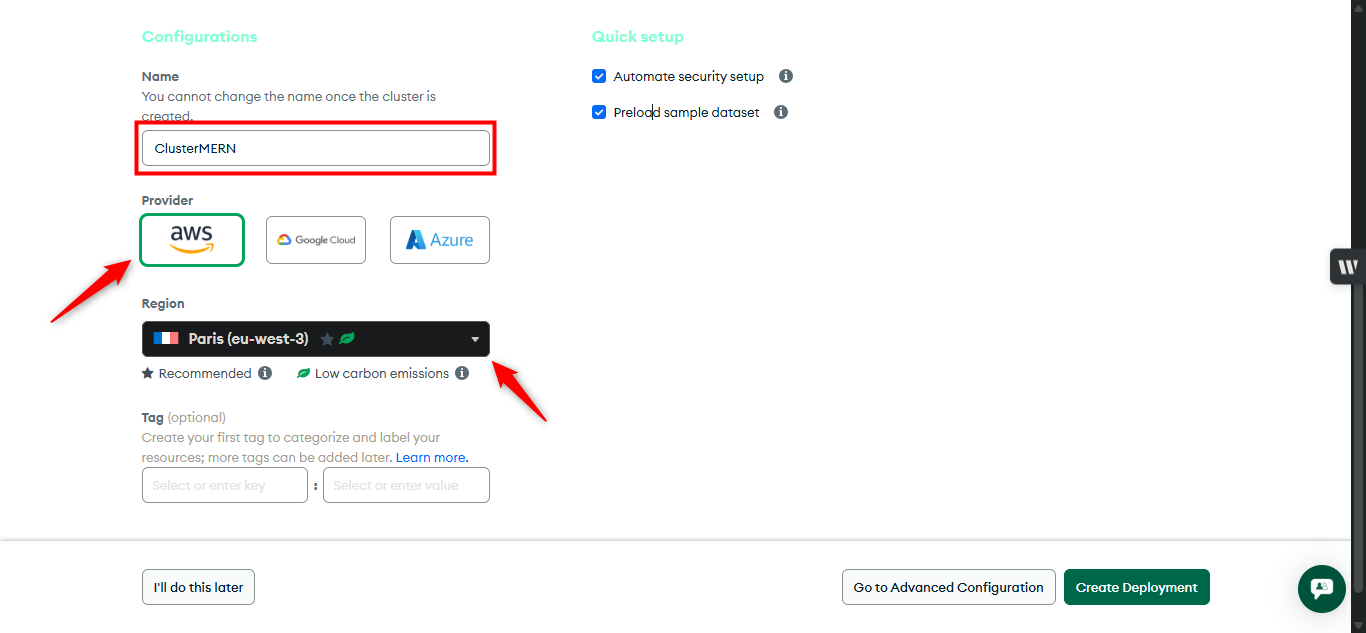 Configurations
Name
You cannot change the name once the cluster is
created.
ClusterMERN
Provider
aws
Google Cloud
Azure
Region
Paris (eu-west-3)
Recommended
Low carbon emissions
Tag (optional)
Create your first tag to categorize and label your
resources; more tags can be added later. Learn more.
Select or enter key : Select or enter value
Quick setup
Automate security setup
Preload sample dataset
I'll do this later
Go to Advanced Configuration
Create Deployment